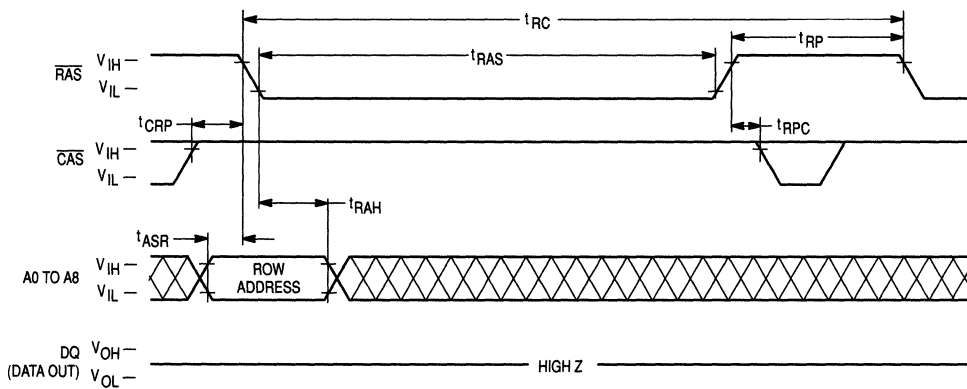 tRC
tRP
tRAS
RAS
VIH
VIL
tCRP
tRPC
CAS
VIH
VIL
tRAH
tASR
A0 TO A8
VIH
VIL
ROW
ADDRESS
DQ
(DATA OUT)
VOH
VOL
HIGH Z